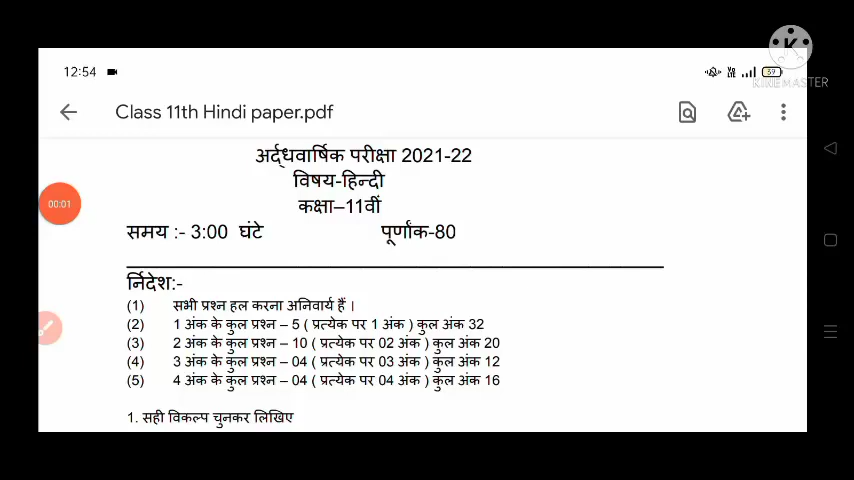 KINEMASTER
12:54
59
Class 11th Hindi paper.pdf
अर्द्धवार्षिक परीक्षा 2021-22
विषय-हिन्दी
कक्षा–11वीं
00:01
समय :- 3:00 घंटे पूर्णांक-80
र्निदेश:-
(1) सभी प्रश्न हल करना अनिवार्य हैं ।
(2) 1 अंक के कुल प्रश्न – 5 ( प्रत्येक पर 1 अंक ) कुल अंक 32
(3) 2 अंक के कुल प्रश्न – 10 ( प्रत्येक पर 02 अंक ) कुल अंक 20
(4) 3 अंक के कुल प्रश्न – 04 ( प्रत्येक पर 03 अंक ) कुल अंक 12
(5) 4 अंक के कुल प्रश्न – 04 ( प्रत्येक पर 04 अंक ) कुल अंक 16
1. सही विकल्प चुनकर लिखिए